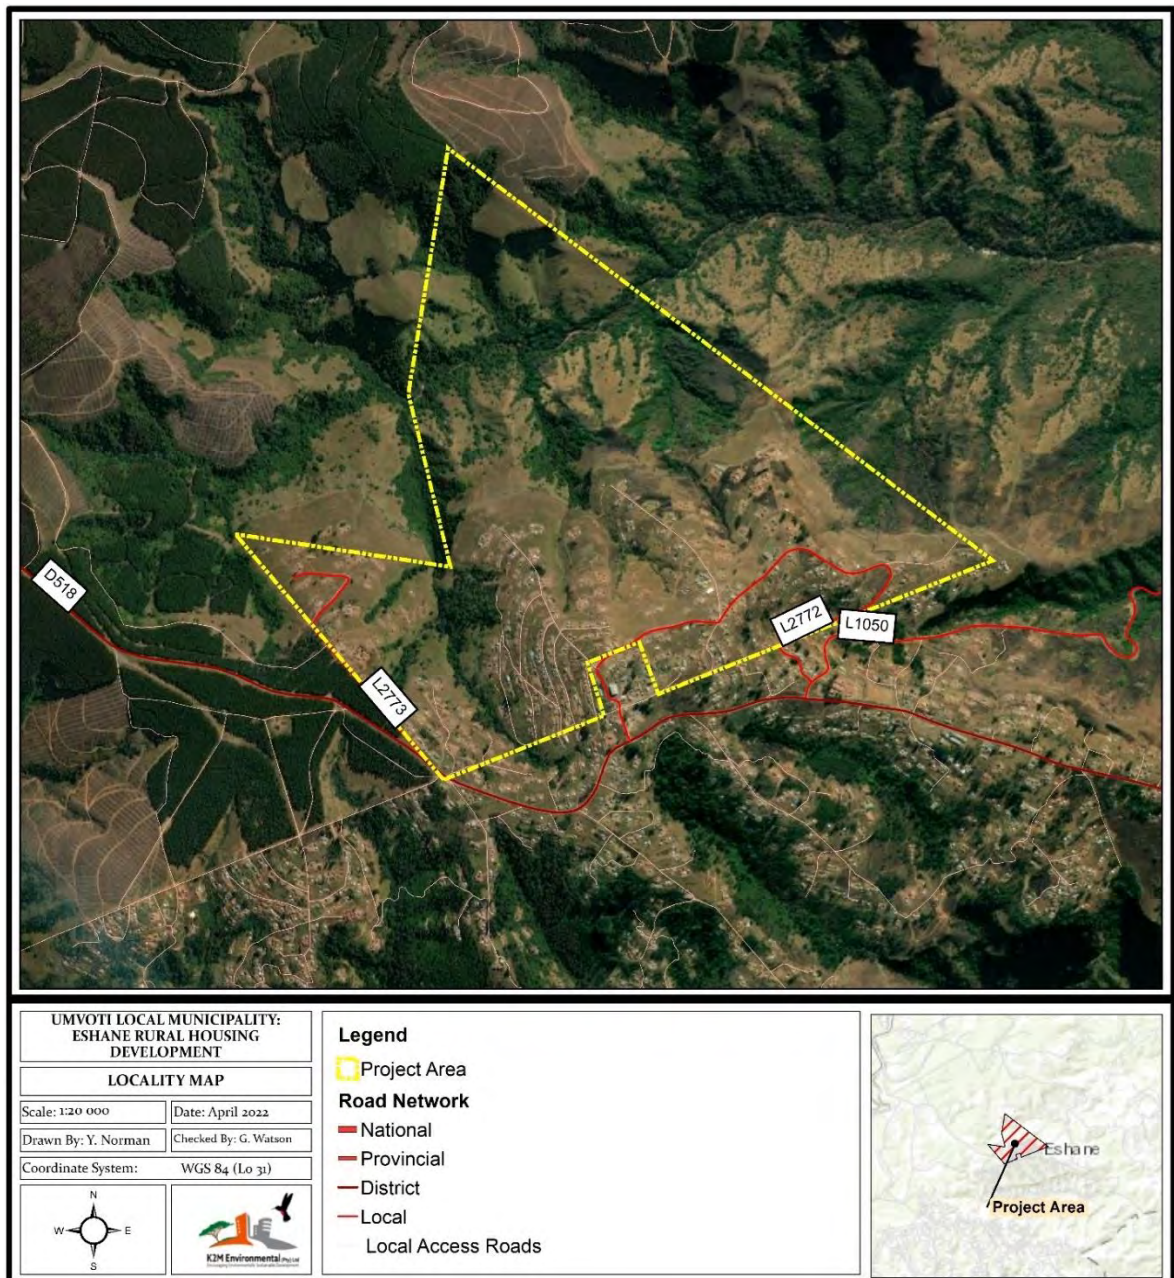 D518
L2773
L2772
L1050
UMVOTI LOCAL MUNICIPALITY:
ESHANE RURAL HOUSING
DEVELOPMENT
LOCALITY MAP
Scale: 1:20 000
Date: April 2022
Drawn By: Y. Norman
Checked By: G. Watson
Coordinate System: WGS 84 (Lo 31)
N
W E
S
K2M Environmental (Pty) Ltd
Legend
Project Area
Road Network
National
Provincial
District
Local
Local Access Roads
Eshane
Project Area